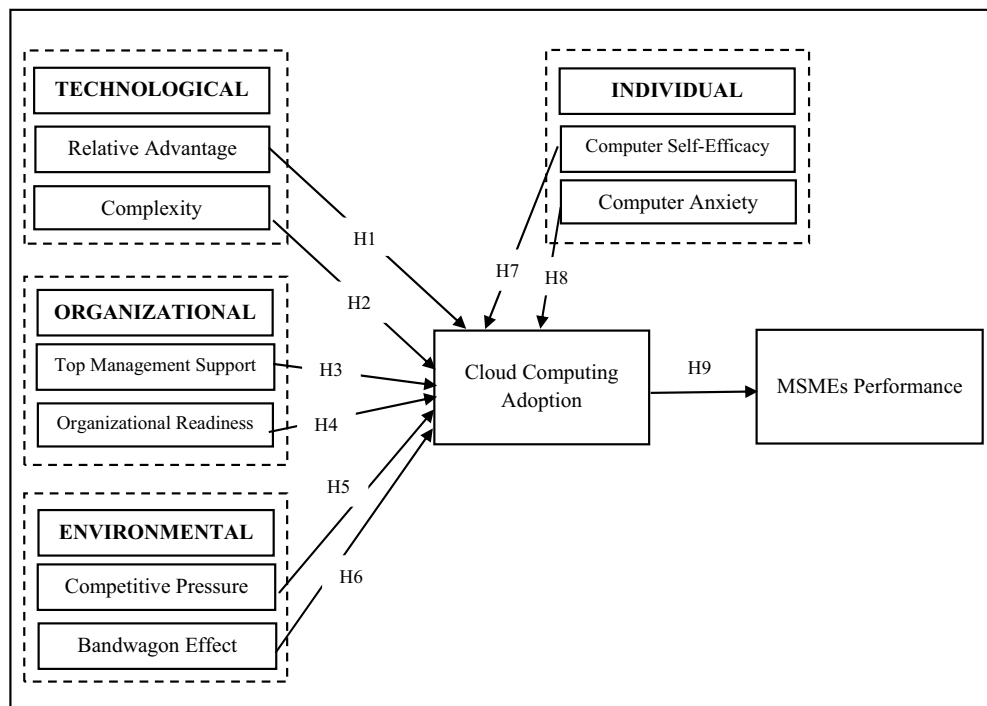 TECHNOLOGICAL
Relative Advantage
Complexity
ORGANIZATIONAL
Top Management Support
Organizational Readiness
ENVIRONMENTAL
Competitive Pressure
Bandwagon Effect
INDIVIDUAL
Computer Self-Efficacy
Computer Anxiety
H1
H2
H3
H4
H5
H6
H7
H8
Cloud Computing
Adoption
H9
MSMEs Performance